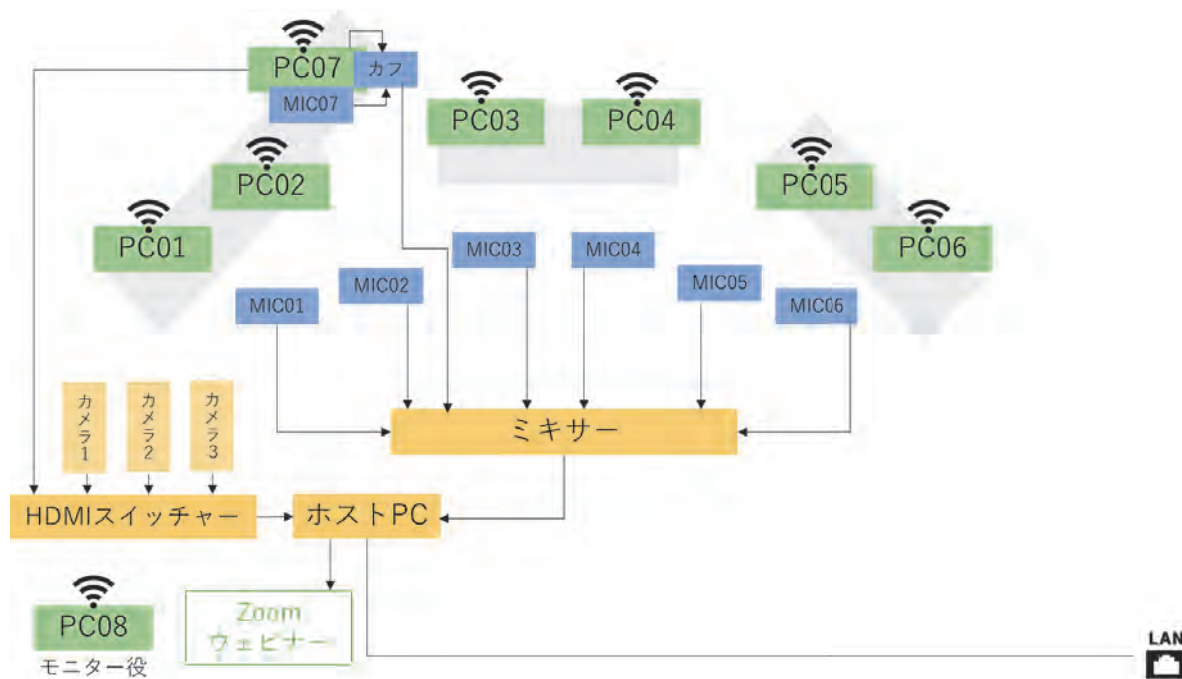 PC07
カフ
MIC07
PC03
PC04
PC02
PC05
PC01
PC06
MIC03
MIC04
MIC02
MIC05
MIC01
MIC06
カメラ1
カメラ2
カメラ3
ミキサー
HDMIスイッチャー
ホストPC
Zoom
ウェビナー
PC08
モニター役
LAN